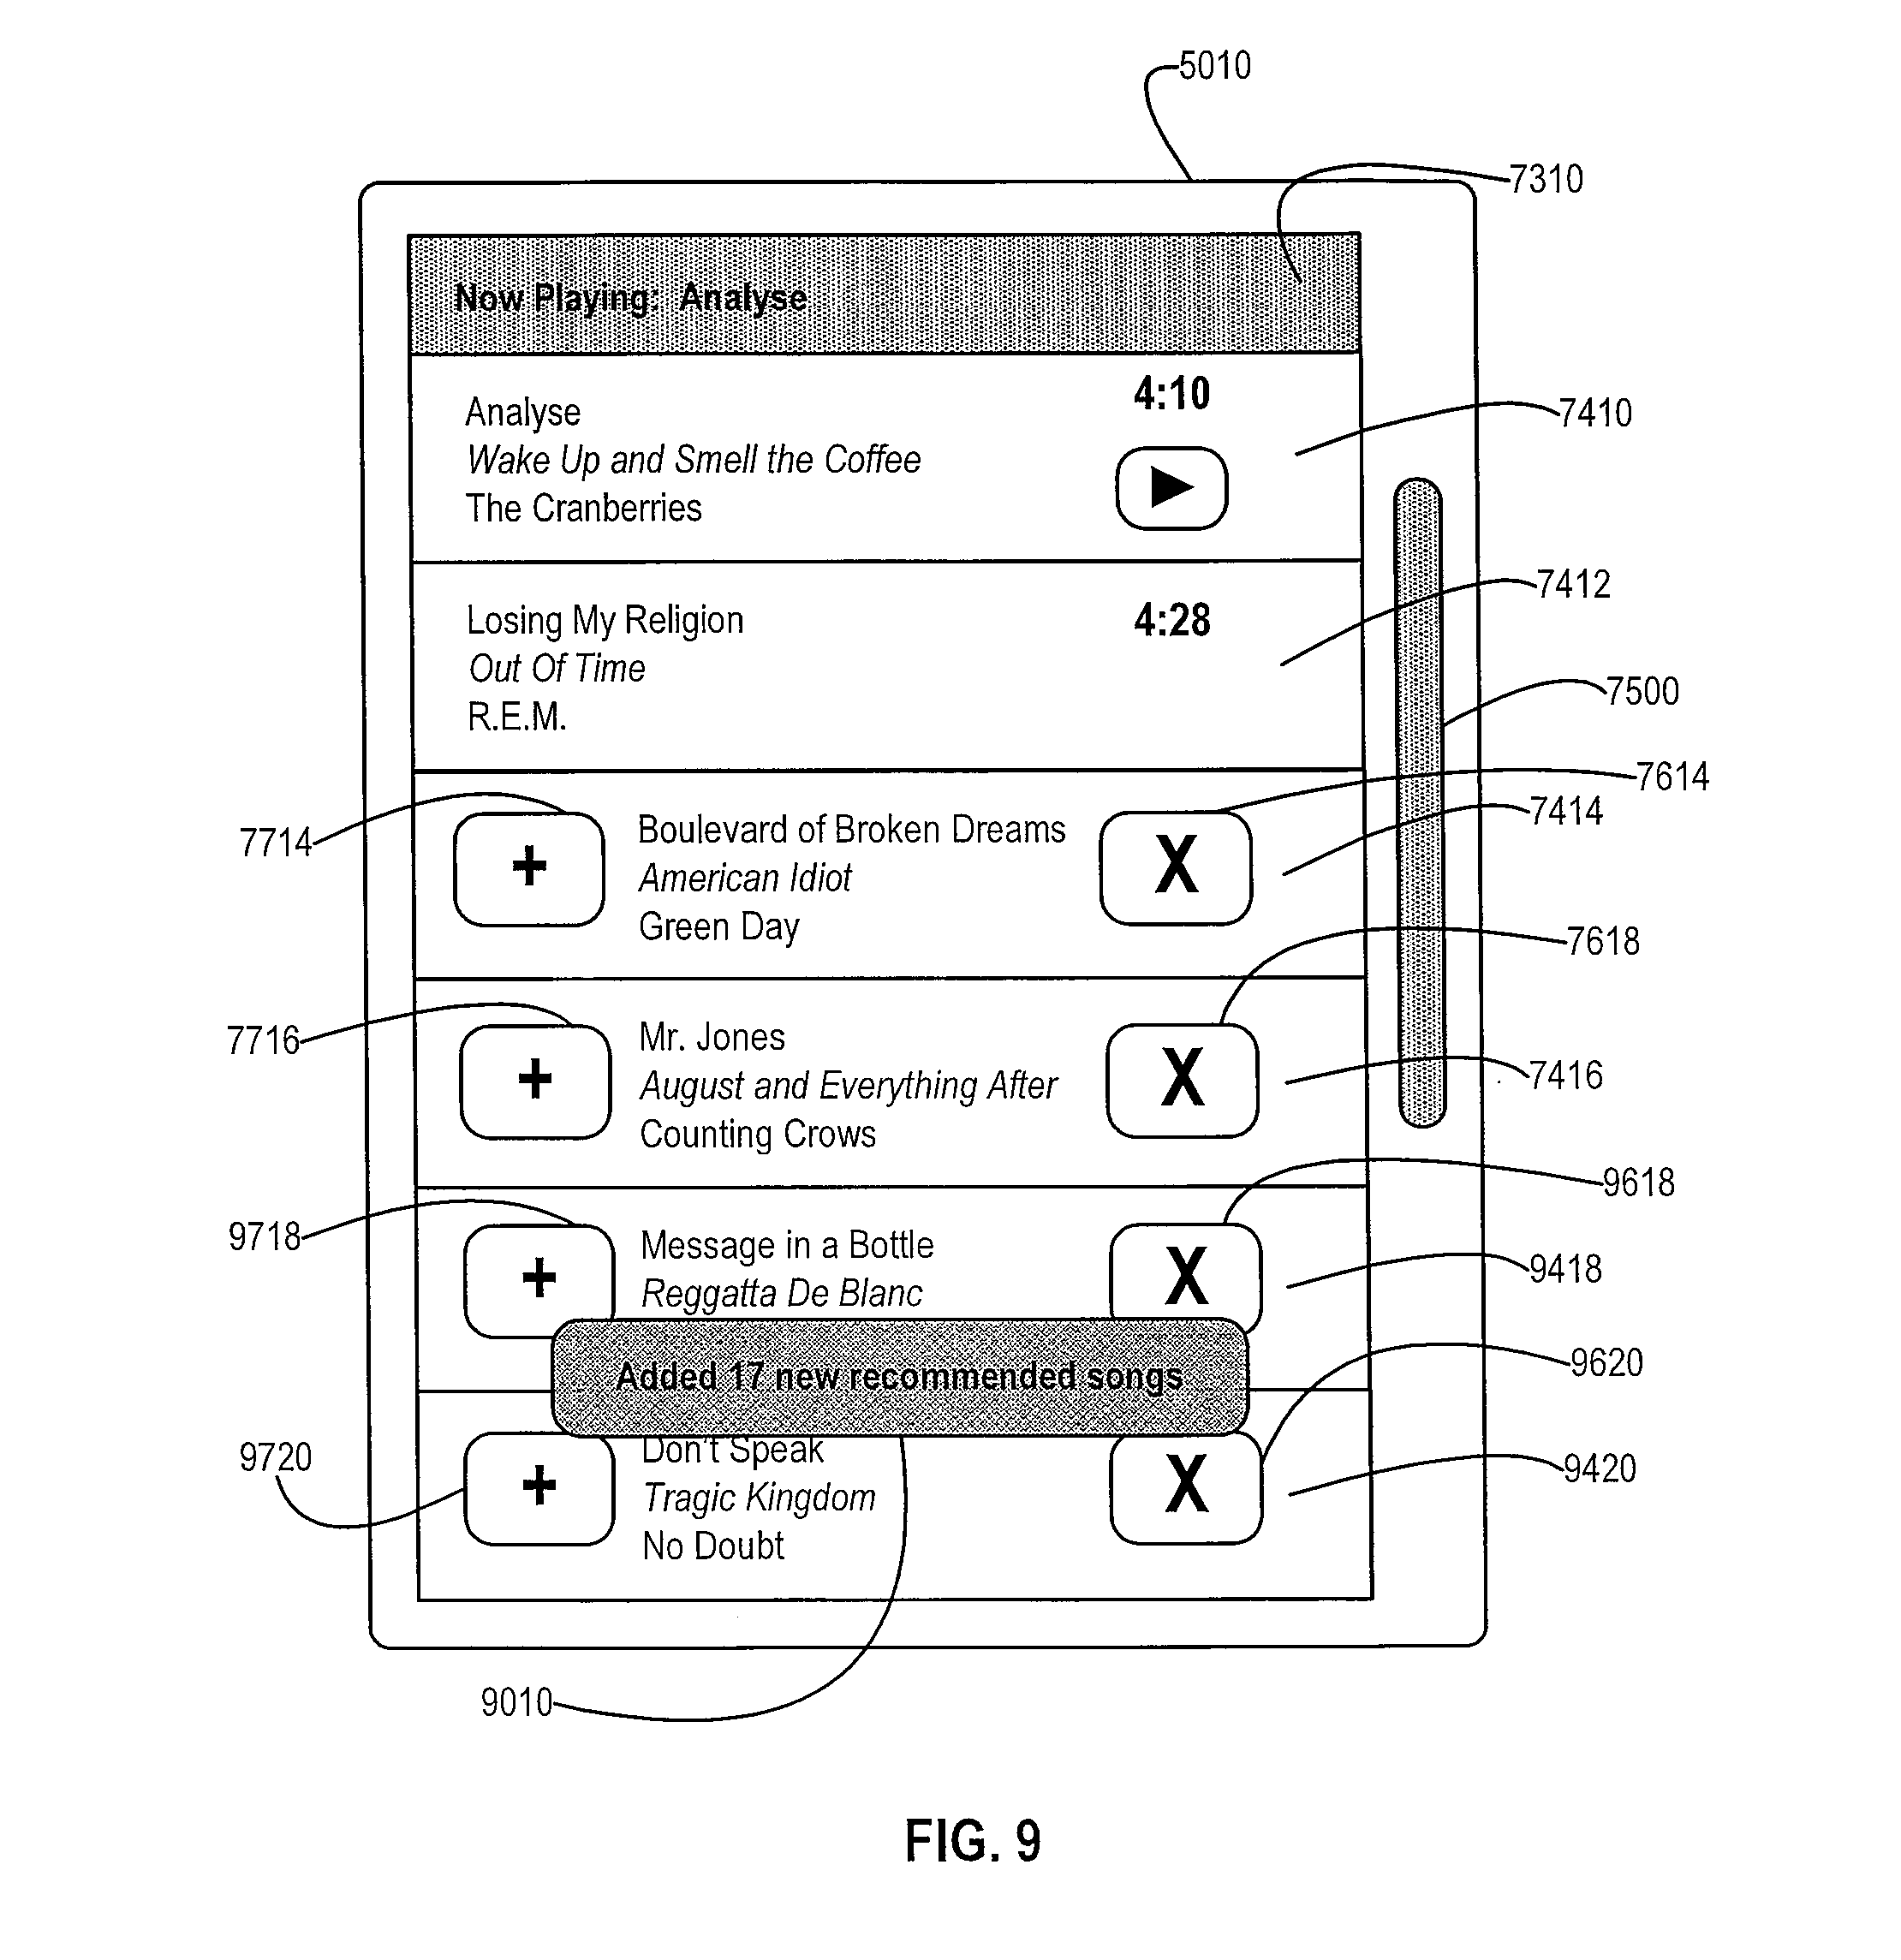 5010
7310
Now Playing: Analyse
4:10
Analyse
7410
Wake Up and Smell the Coffee
The Cranberries
7412
Losing My Religion
4:28
Out Of Time
7500
R.E.M.
7614
7714
+
Boulevard of Broken Dreams
X
7414
American Idiot
Green Day
7618
7716
+
Mr. Jones
X
7416
August and Everything After
Counting Crows
9618
9718
+
Message in a Bottle
X
9418
Reggatta De Blanc
9620
Added 17 new recommended songs
9720
+
Don't Speak
X
9420
Tragic Kingdom
No Doubt
9010
FIG. 9